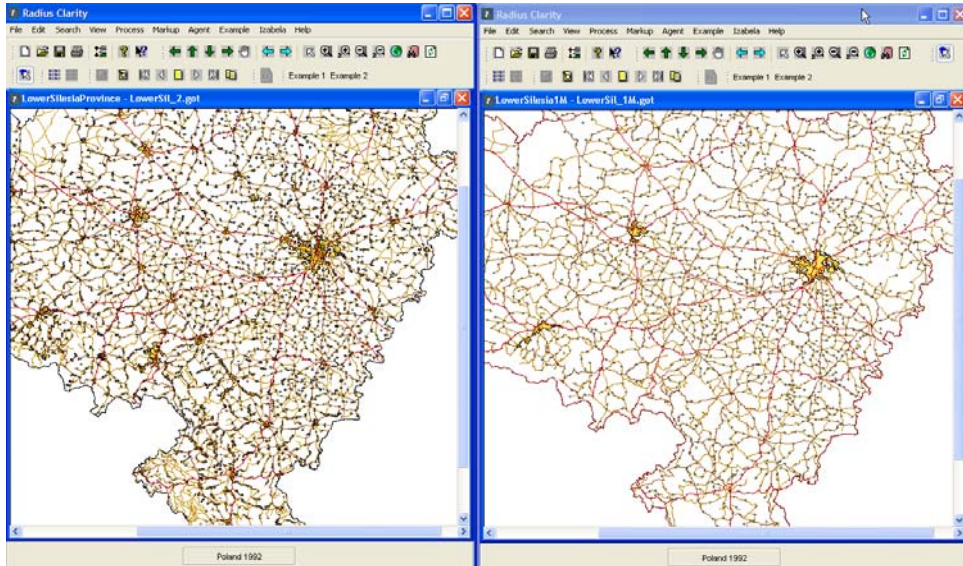 Radius Clarity
File Edit Search View Process Markup Agent Example Izabela Help
Example 1 Example 2
LowerSilesiaProvince - LowerSil_2.got
Poland 1992
Radius Clarity
File Edit Search View Process Markup Agent Example Izabela Help
Example 1 Example 2
LowerSilesia1M - LowerSil_1M.got
Poland 1992